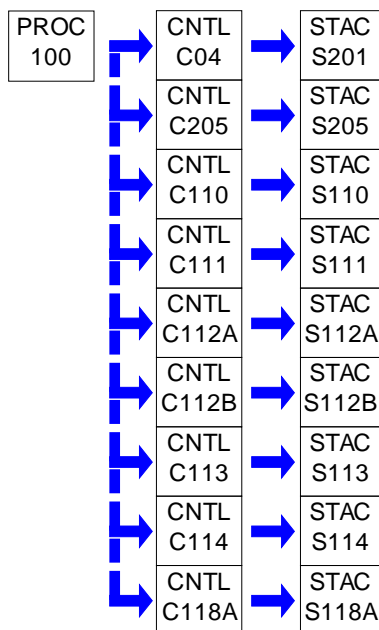 PROC
100
CNTL
C04
STAC
S201
CNTL
C205
STAC
S205
CNTL
C110
STAC
S110
CNTL
C111
STAC
S111
CNTL
C112A
STAC
S112A
CNTL
C112B
STAC
S112B
CNTL
C113
STAC
S113
CNTL
C114
STAC
S114
CNTL
C118A
STAC
S118A